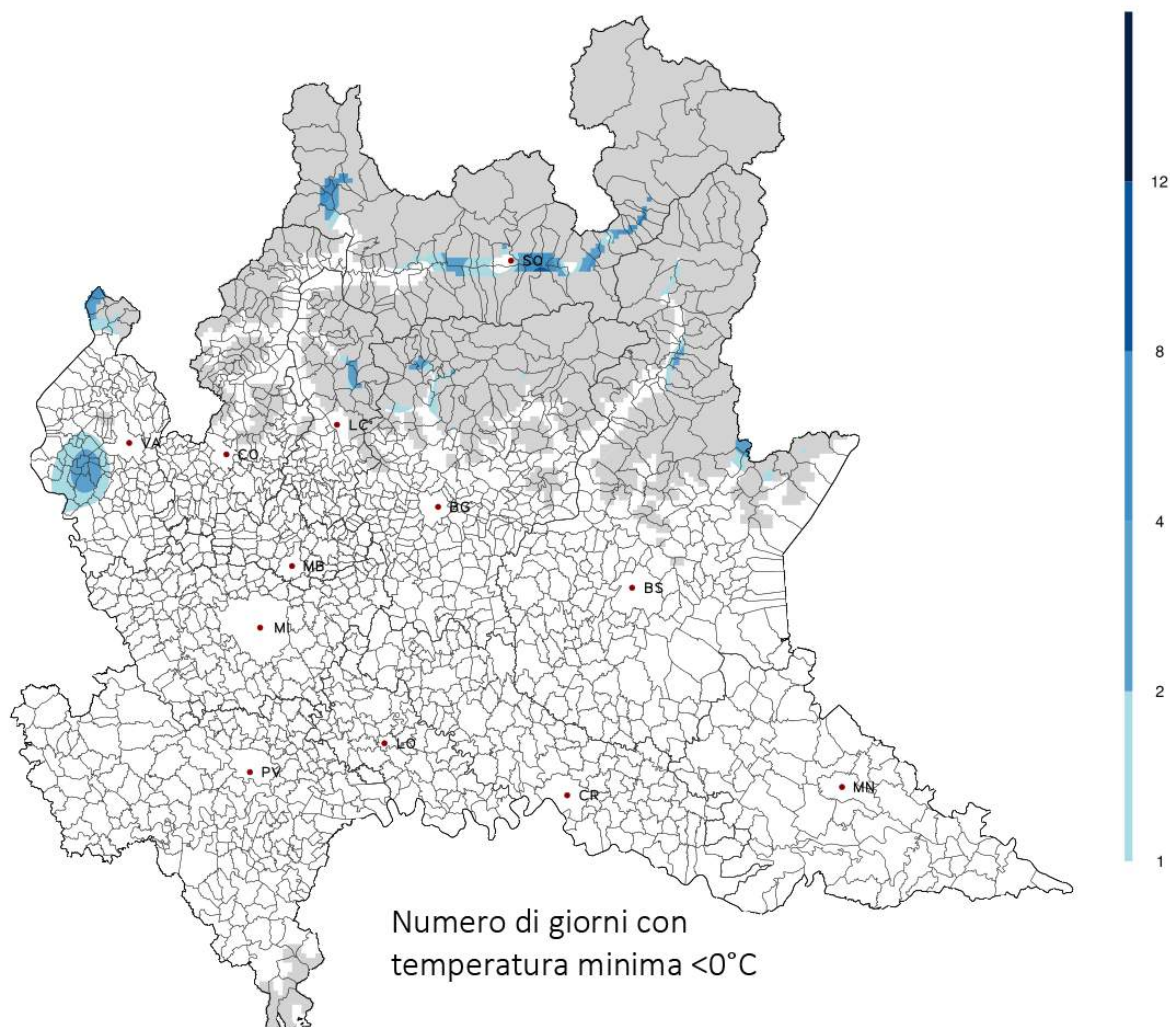 12
SO
8
VA
LC
CO
BG
4
MB
BS
MI
2
LO
PV
MN
CR
1
Numero di giorni con
temperatura minima <0°C